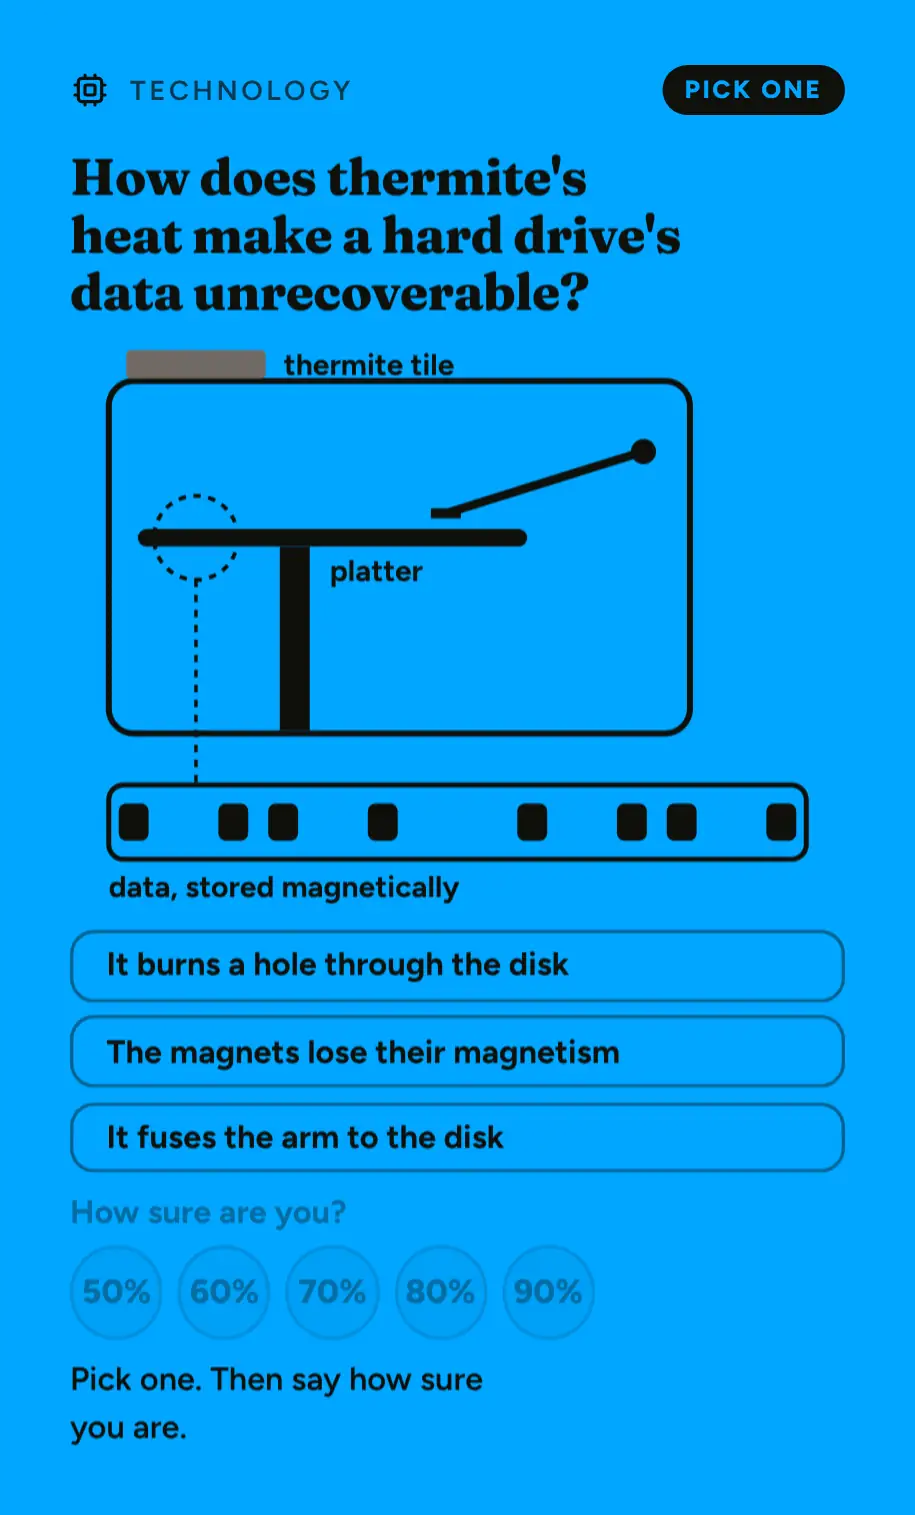 TECHNOLOGY
PICK ONE
How does thermite's
heat make a hard drive's
data unrecoverable?
thermite tile
platter
data, stored magnetically
It burns a hole through the disk
The magnets lose their magnetism
It fuses the arm to the disk
How sure are you?
50% 60% 70% 80% 90%
Pick one. Then say how sure
you are.